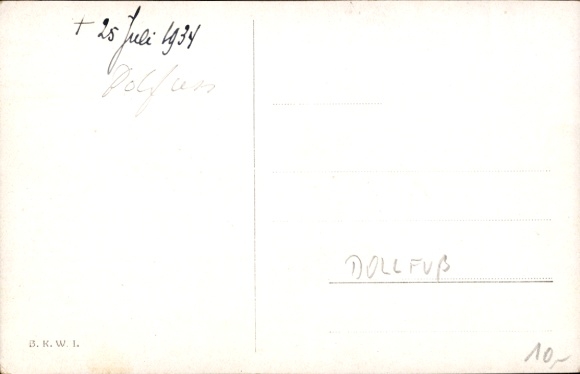 + 25 Juli 1934
Dolfuss
DOLLFUß
B. K. W. I.
10,-